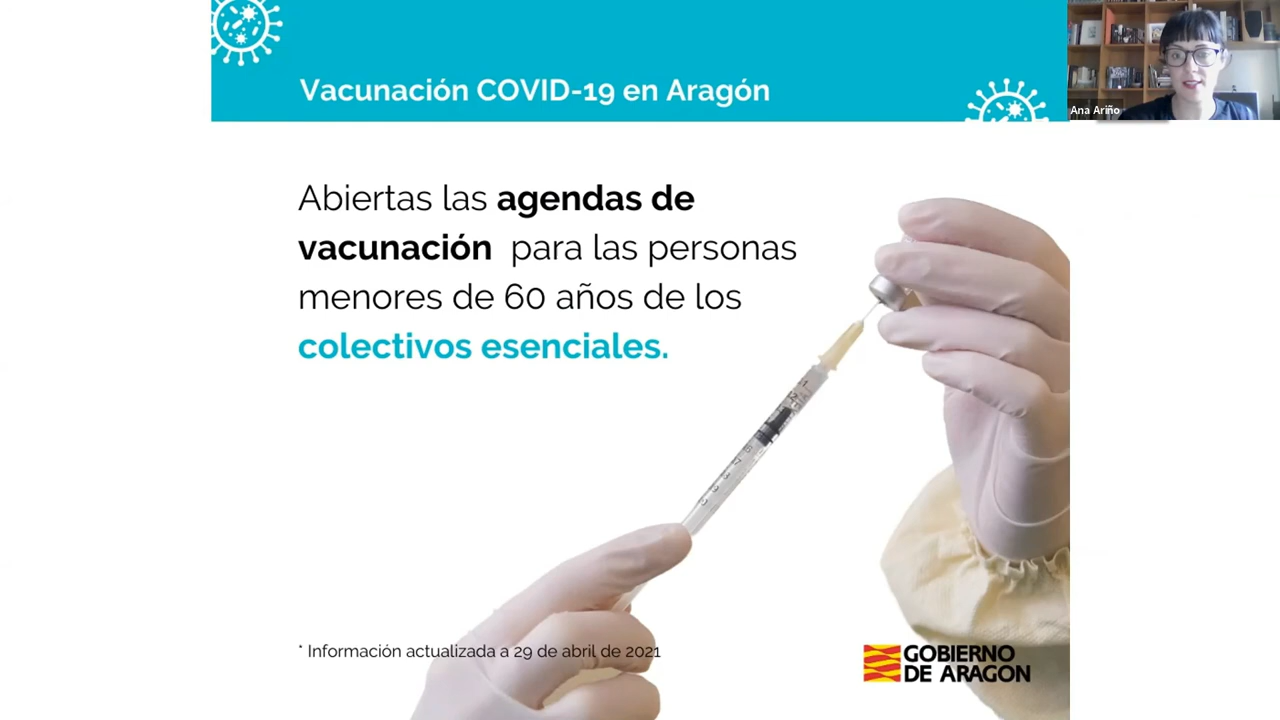 Vacunación COVID-19 en Aragón
Ana Ariño
Abiertas las agendas de
vacunación para las personas
menores de 60 años de los
colectivos esenciales.
* Información actualizada a 29 de abril de 2021
GOBIERNO
DE ARAGON